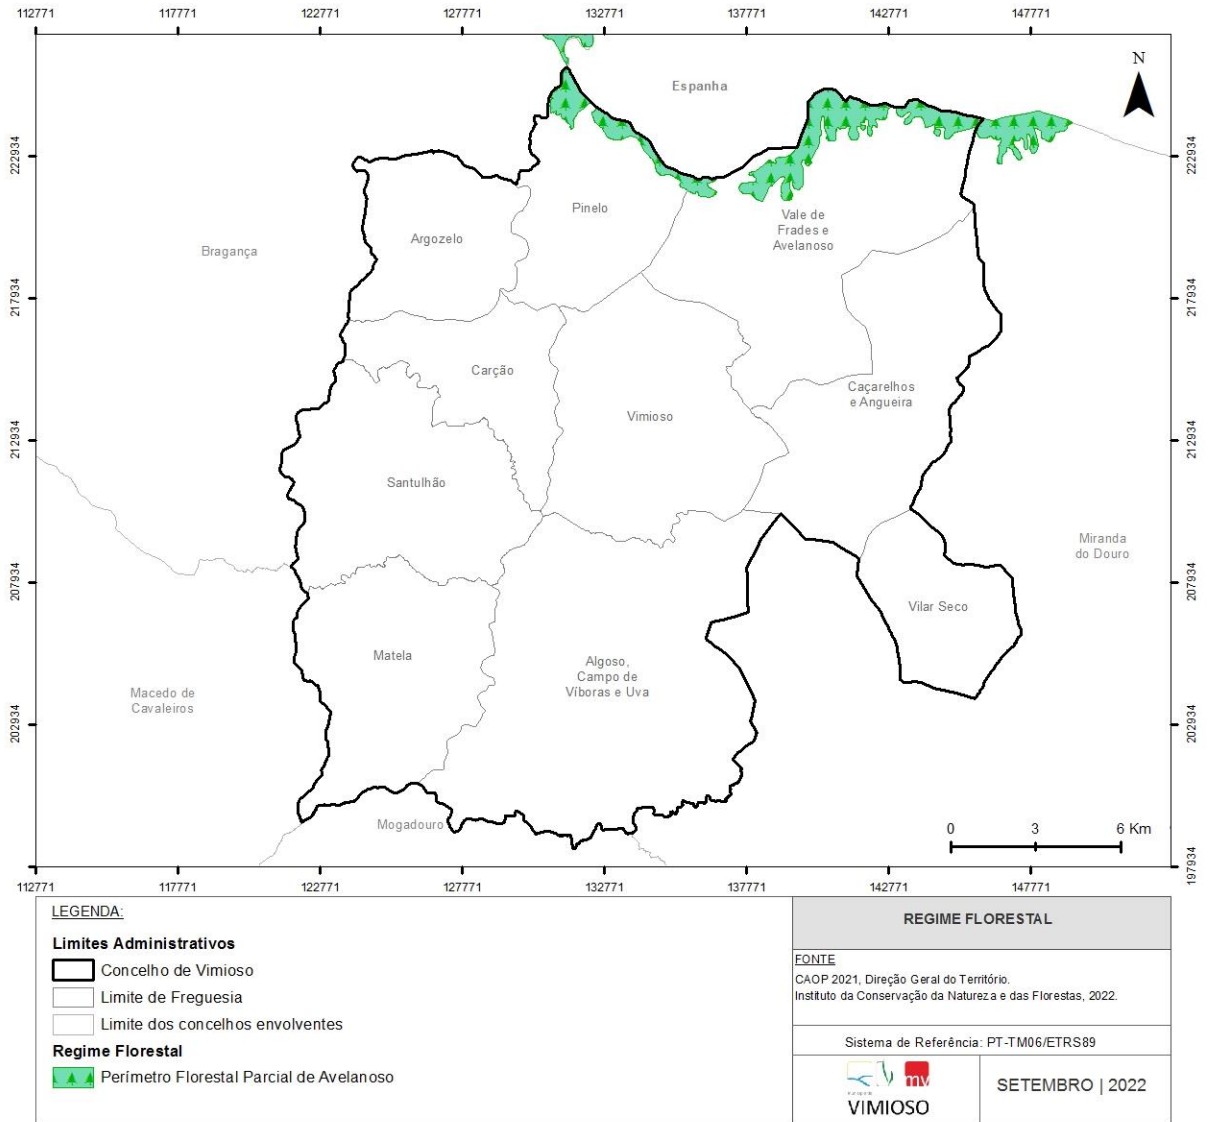 112771 117771 122771 127771 132771 137771 142771 147771
N
Espanha
222934
222934
Pinelo
Vale de
Frades e
Avelanoso
Argozelo
Bragança
217934
217934
Carção
Caçarelhos
e Angueira
Vimioso
212934
212934
Santulhão
Miranda
do Douro
207934
207934
Vilar Seco
Matela
Algoso,
Campo de
Víboras e Uva
Macedo de
Cavaleiros
202934
202934
Mogadouro
0 3 6 Km
197934
112771 117771 122771 127771 132771 137771 142771 147771
LEGENDA:
Limites Administrativos
Concelho de Vimioso
Limite de Freguesia
Limite dos concelhos envolventes
Regime Florestal
Perímetro Florestal Parcial de Avelanoso
REGIME FLORESTAL
FONTE
CAOP 2021, Direção Geral do Território.
Instituto da Conservação da Natureza e das Florestas, 2022.
Sistema de Referência: PT-TM06/ETRS89
mv
VIMIOSO
SETEMBRO | 2022